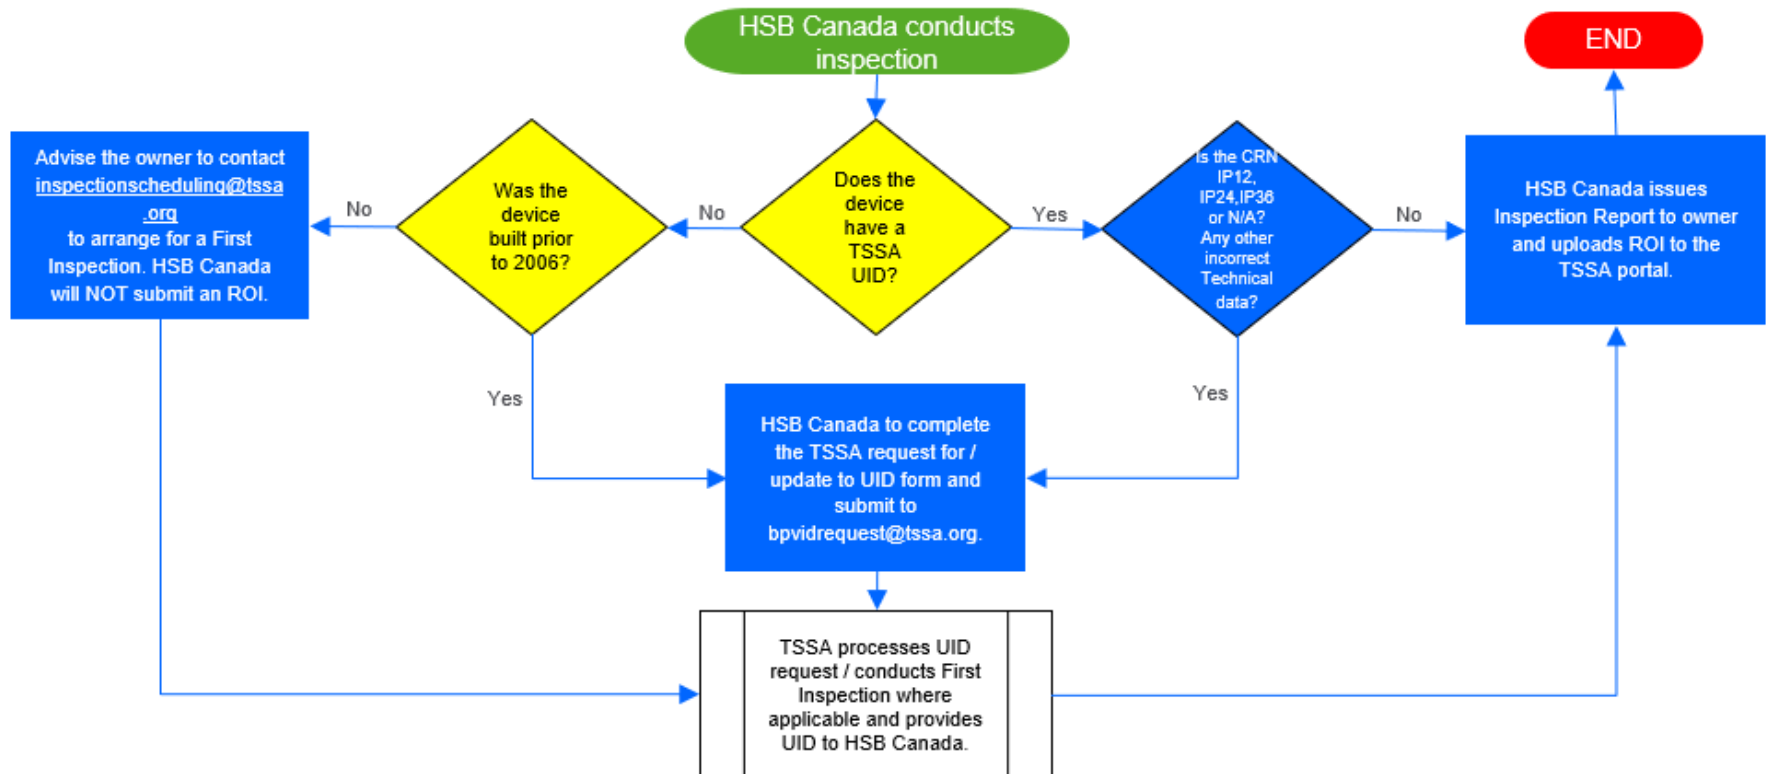 HSB Canada conducts
inspection
END
Advise the owner to contact
inspectionscheduling@tssa
.org
to arrange for a First
Inspection. HSB Canada
will NOT submit an ROI.
No
Was the
device
built prior
to 2006?
No
Does the
device
have a
TSSA
UID?
Yes
Is the CRN
IP12,
IP24,IP36
or N/A?
Any other
incorrect
Technical
data?
No
HSB Canada issues
Inspection Report to owner
and uploads ROI to the
TSSA portal.
Yes
Yes
HSB Canada to complete
the TSSA request for /
update to UID form and
submit to
bpvidrequest@tssa.org.
TSSA processes UID
request / conducts First
Inspection where
applicable and provides
UID to HSB Canada.